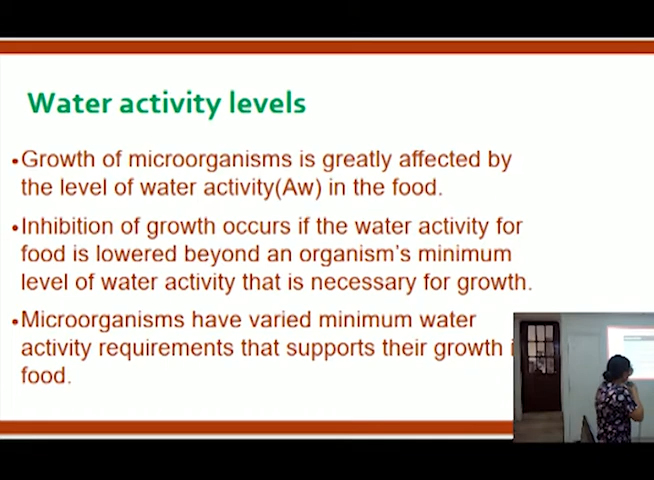 Water activity levels
•Growth of microorganisms is greatly affected by
the level of water activity(Aw) in the food.
•Inhibition of growth occurs if the water activity for
food is lowered beyond an organism's minimum
level of water activity that is necessary for growth.
•Microorganisms have varied minimum water
activity requirements that supports their growth
food.